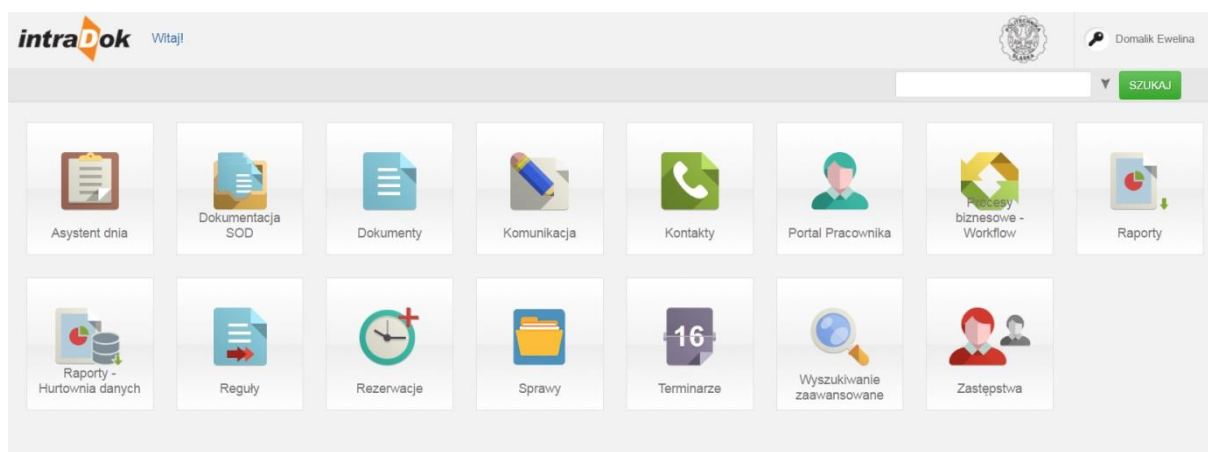 intraDok
Witaj!
Domalik Ewelina
SZUKAJ
Asystent dnia
Dokumentacja
SOD
Dokumenty
Komunikacja
Kontakty
Portal Pracownika
Procesy
biznesowe -
Workflow
Raporty
Raporty -
Hurtownia danych
Reguły
Rezerwacje
Sprawy
16
Terminarze
Wyszukiwanie
zaawansowane
Zastępstwa